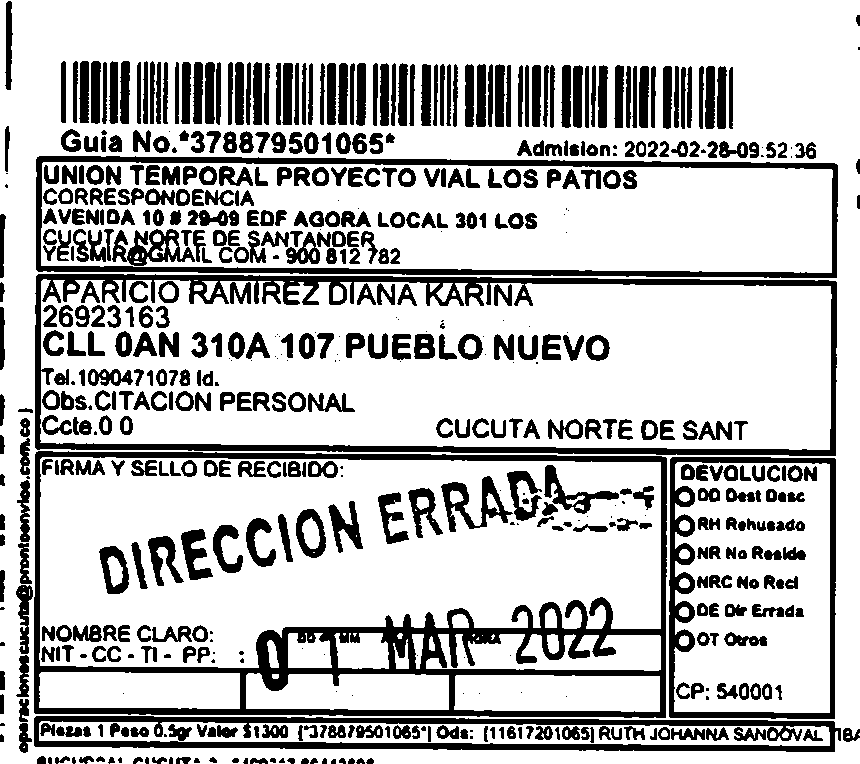 Guia No.*378879501065*
Admision: 2022-02-28-09:52:36
UNION TEMPORAL PROYECTO VIAL LOS PATIOS
CORRESPONDENCIA
AVENIDA 10 # 29-09 EDF AGORA LOCAL 301 LOS
CUCUTA NORTE DE SANTANDER
YEISMIR@GMAIL COM - 900 812 782
APARICIO RAMIREZ DIANA KARINA
26923163
CLL 0AN 310A 107 PUEBLO NUEVO
Tel.1090471078 Id.
Obs.CITACION PERSONAL
Ccte.0 0 CUCUTA NORTE DE SANT
operacionescucuta@prontoenvios.com.co
FIRMA Y SELLO DE RECIBIDO:
DIRECCION ERRADA
NOMBRE CLARO:
NIT - CC - TI - PP: :
DD MM HORA
01 MAR 2022
DEVOLUCION
DD Dest Desc
RH Rehusado
NR No Reside
NRC No Recl
DE Dir Errada
OT Otros
CP: 540001
Piezas 1 Peso 0.5gr Valor $1300 [*378879501065*] Ods: [11617201065] RUTH JOHANNA SANDOVAL